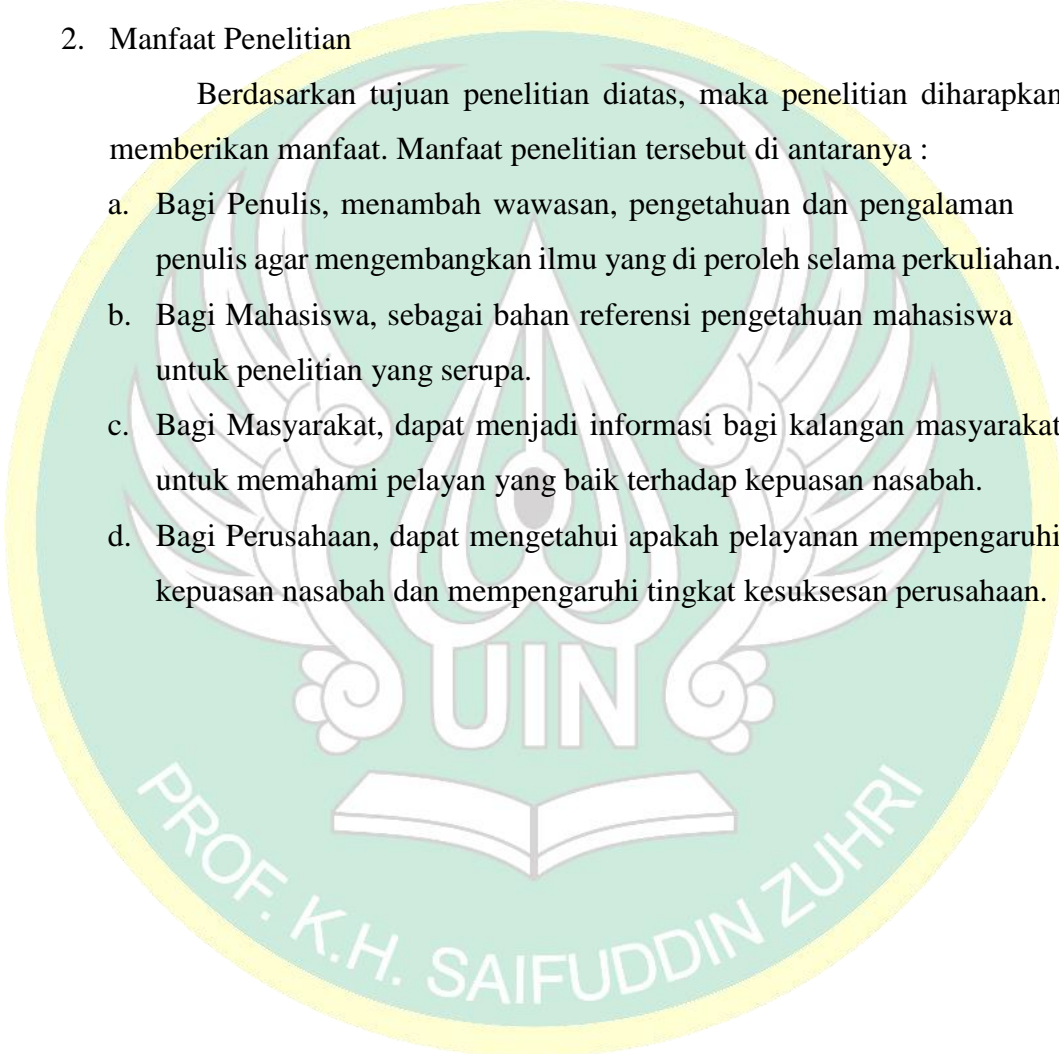 2. Manfaat Penelitian
Berdasarkan tujuan penelitian diatas, maka penelitian diharapkan
memberikan manfaat. Manfaat penelitian tersebut di antaranya :
a. Bagi Penulis, menambah wawasan, pengetahuan dan pengalaman
penulis agar mengembangkan ilmu yang di peroleh selama perkuliahan.
b. Bagi Mahasiswa, sebagai bahan referensi pengetahuan mahasiswa
untuk penelitian yang serupa.
c. Bagi Masyarakat, dapat menjadi informasi bagi kalangan masyarakat
untuk memahami pelayan yang baik terhadap kepuasan nasabah.
d. Bagi Perusahaan, dapat mengetahui apakah pelayanan mempengaruhi
kepuasan nasabah dan mempengaruhi tingkat kesuksesan perusahaan.
UIN
PROF. K.H. SAIFUDDIN ZUHRI